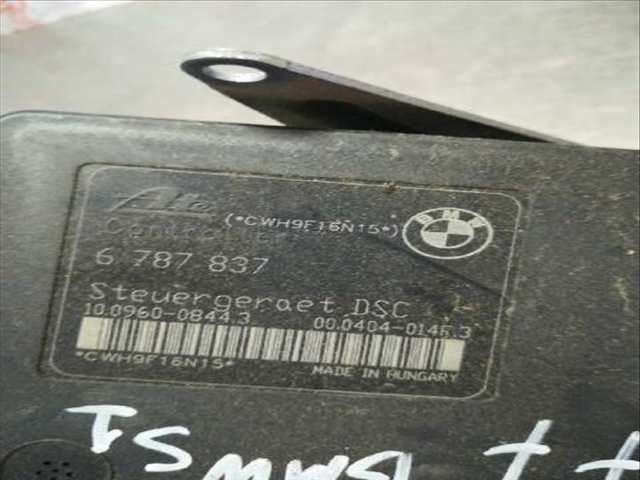 Ate
(*CWH9F16N15*)
BMW
6 787 837
Steuergeraet DSC
10.0960-0844.3 00.0404-0145.3
*CWH9F16N15*
MADE IN HUNGARY